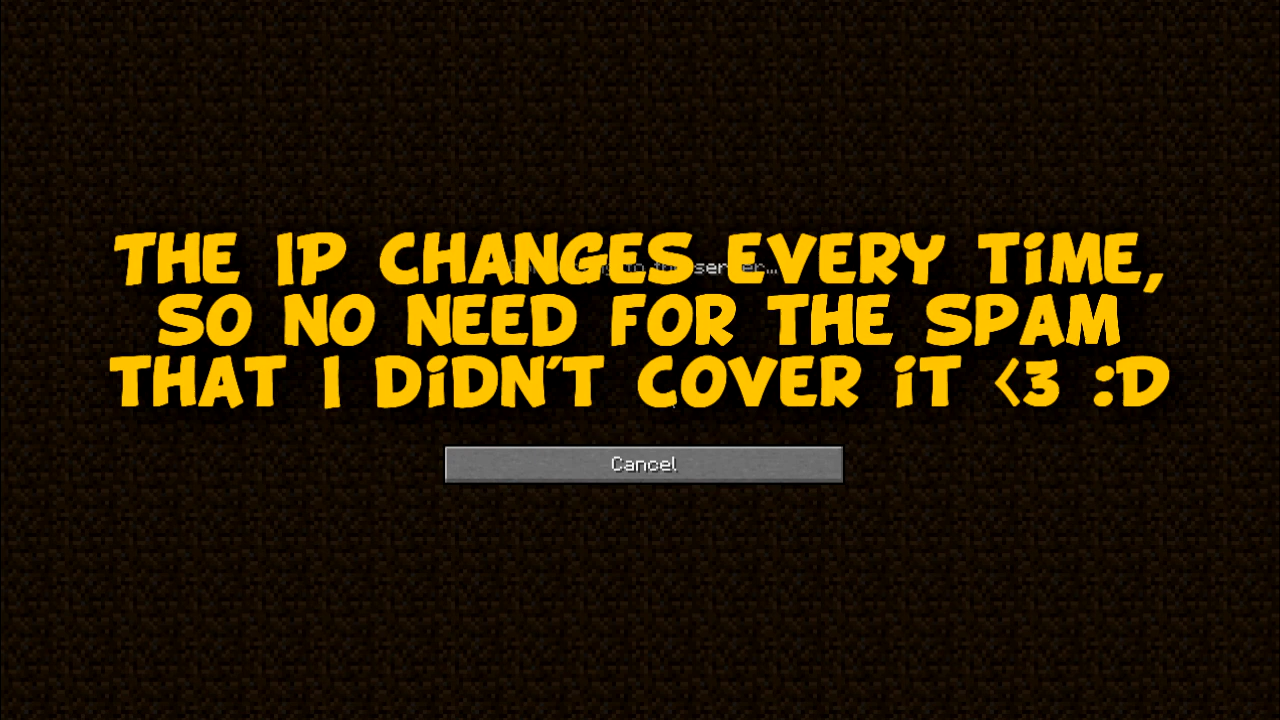 THE IP CHANGES EVERY TIME,
SO NO NEED FOR THE SPAM
THAT I DIDN'T COVER IT <3 :D
Cancel